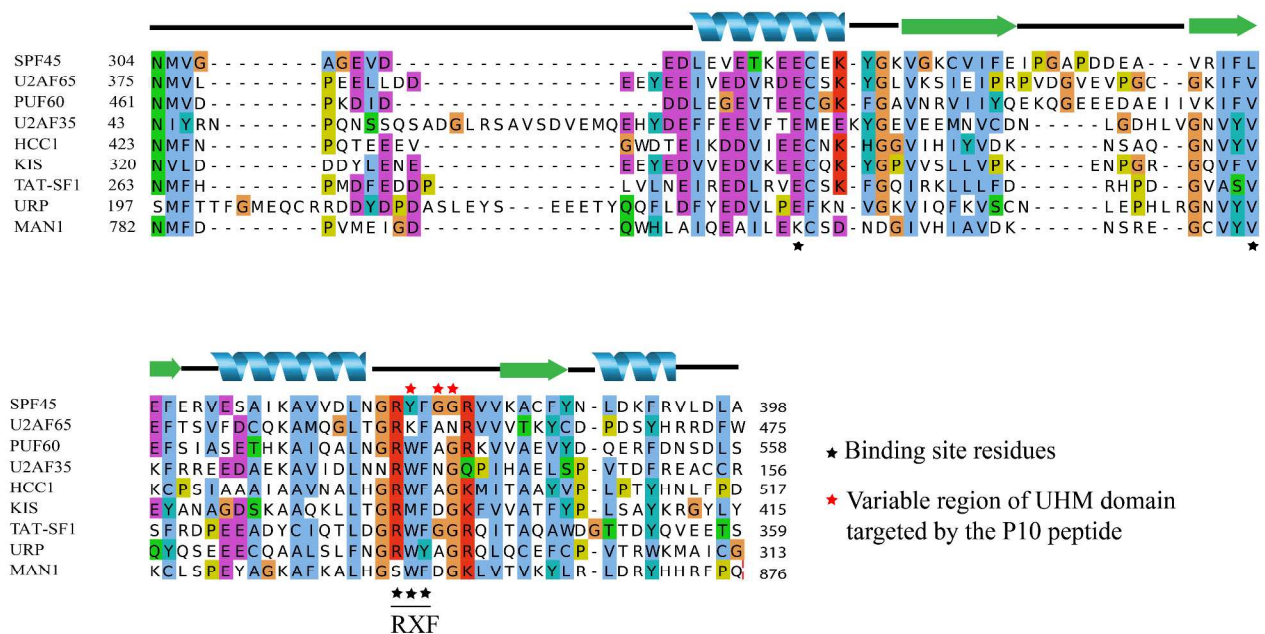 SPF45 304 NMVG--------AGEVD-------------------EDLEVETKEECEK-YGKVGKCVIFEIPGAPDDEA---VRIFL
U2AF65 375 NMVD--------PEELLDD--------------EEYEEIVEDVRDECSK-YGKVKSIEIPRPVDGVEVPGC--GKIFV
PUF60 461 NMVD--------PKDID-------------------DDLEGEVTEECGK-FGAVNRVIIYQEKQGEEEDAEIIVKIFV
U2AF35 43 NIYRN-------PQNSSQSADGLRSAVSDVEMQEHYDEFFEEVFTEMEEKYGEVEEMNVCDN-----LGDHLVGNVYV
HCC1 423 NMFN--------PQTEEEV--------------GWDTEIKDDVIEECNK-HGGVIHIYVDK-------NSAQ-GNVYV
KIS 320 NVLD--------DDYLENE--------------EEYEDVVEDVKEECQK-YGPVVSLLVPK------ENPGR-GQVFV
TAT-SF1 263 NMFH--------PMDFEDDP-------------LVLNEIREDLRVECSK-FGQIRKLLLFD-------RHPD-GVASV
URP 197 SMFTTFGMEQCRRDDYDPDASLEYS---EEETYQQFLDFYEDVLPEFKN-VGKVIQFKVSCN-----LEPHLRGNVYV
MAN1 782 NMFD--------PVMEIGD--------------QWHLAIQEAILEKCSD-NDGIVHIAVDK-------NSRE-GCVYV
SPF45 EFERVESAIKAVVDLNGRYFGGRVVKACFYN-LDKFRVLDLA 398
U2AF65 EFTSVFDCQKAMQGLTGRKFANRVVVTKYCD-PDSYHRRDFW 475
PUF60 EFSIASETHKAIQALNGRWFAGRKVVAEVYD-QERFDNSDLS 558
U2AF35 KFRREEDAEKAVIDLNNRWFNGQPIHAELSP-VTDFREACCR 156
HCC1 KCPSIAAAIAAVNALHGRWFAGKMITAAYVP-LPTYHNLFPD 517
KIS EYANAGDSKAAQKLLTGRMFDGKFVVATFYP-LSAYKRGYLY 415
TAT-SF1 SFRDPEEADYCIQTLDGRWFGGRQITAQAWDGTTDYQVEETS 359
URP QYQSEEECQAALSLFNGRWYAGRQLQCEFCP-VTRWKMAICG 313
MAN1 KCLSPEYAGKAFKALHGSWFDGKLVTVKYLR-LDRYHHRFPQ 876
RXF
Binding site residues
Variable region of UHM domain
targeted by the P10 peptide